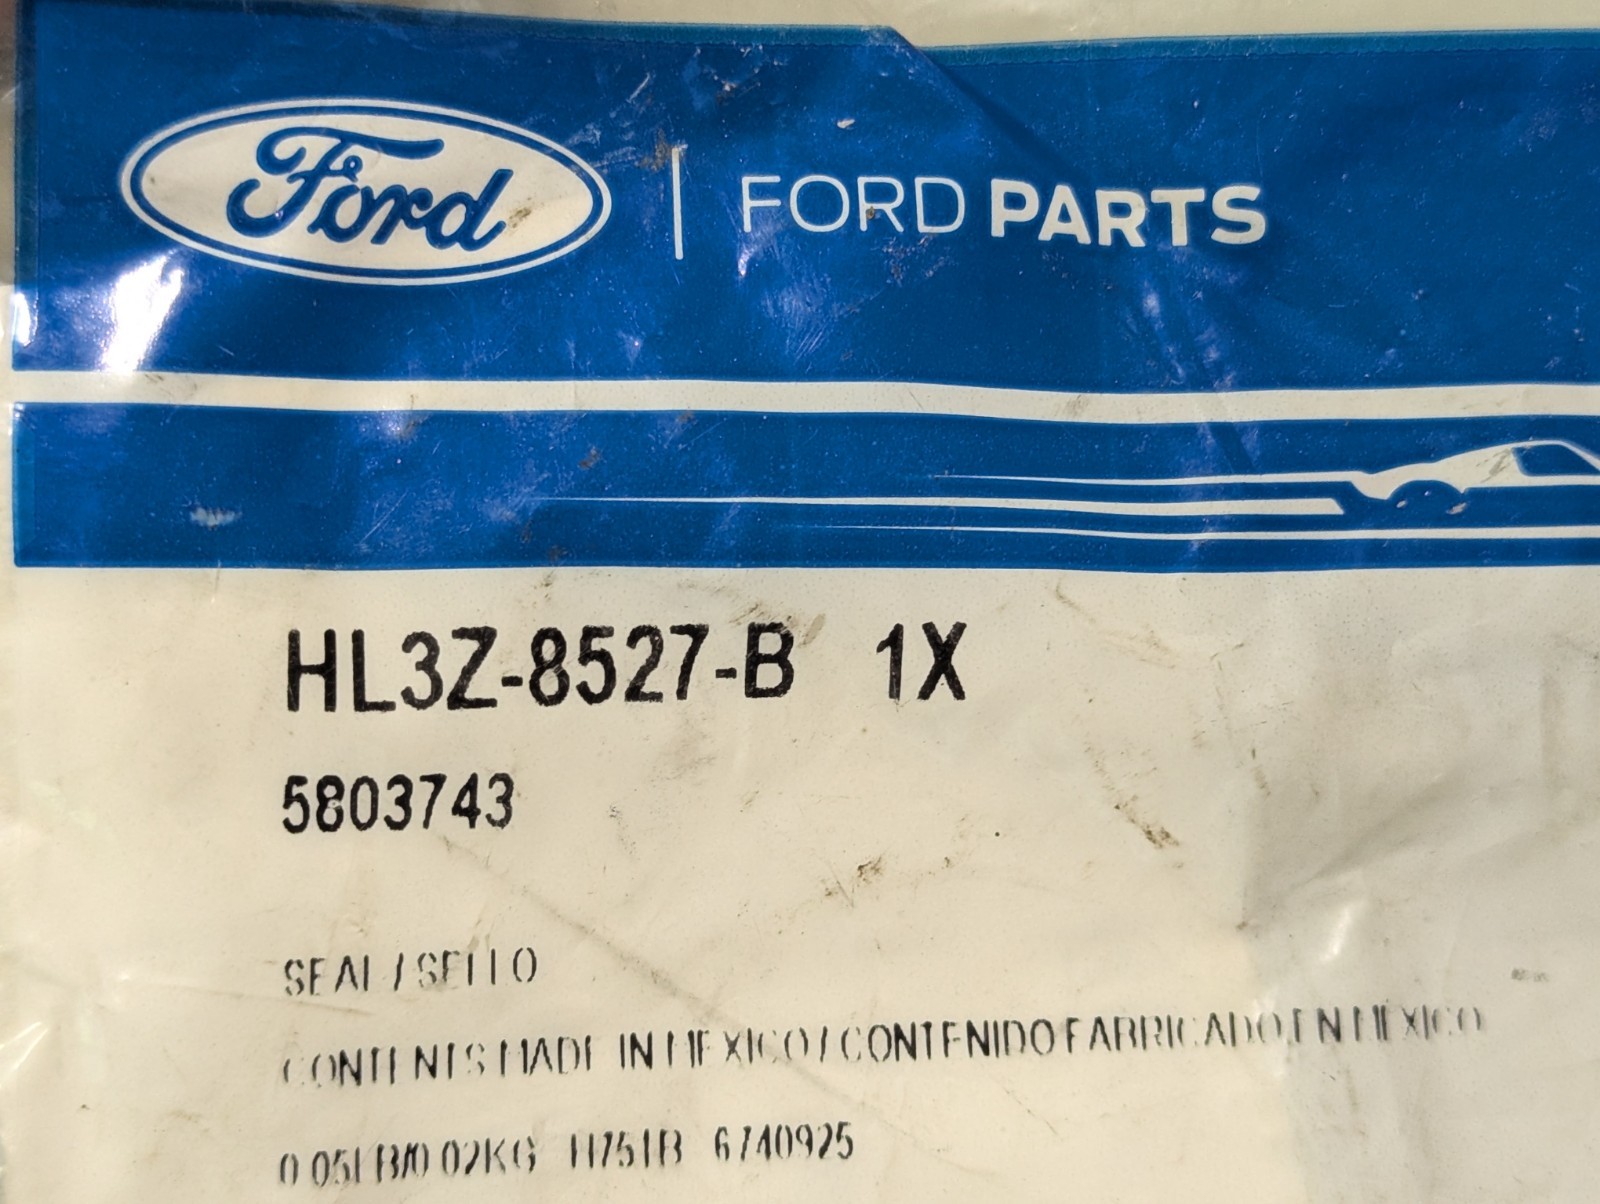 Ford | FORD PARTS
HL3Z-8527-B 1X
5803743
SEAL/SELLO
CONTENTS MADE IN MEXICO/CONTENIDO FABRICADO EN MEXICO
0.05LB/0.02KG 6740925